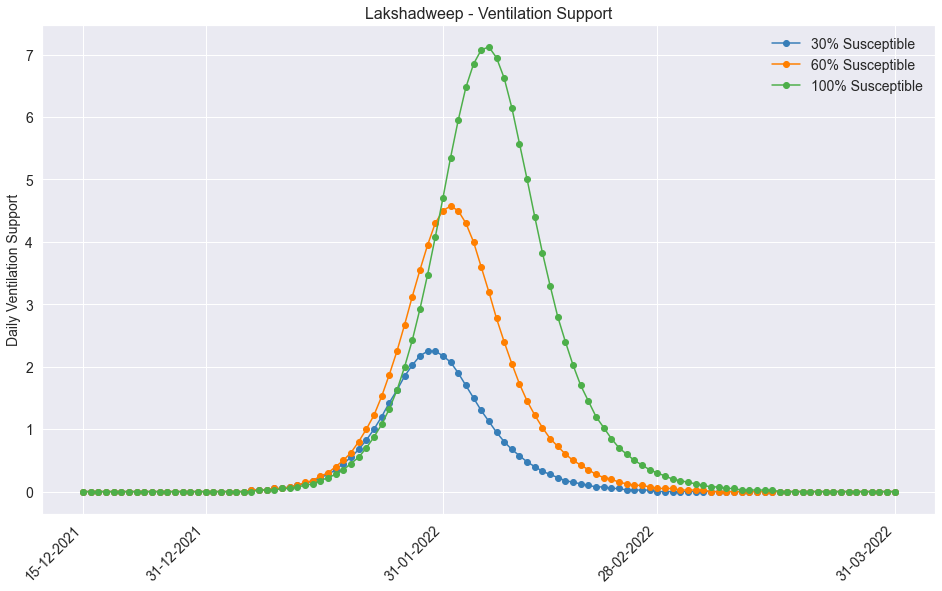 Lakshadweep - Ventilation Support
30% Susceptible
60% Susceptible
100% Susceptible
Daily Ventilation Support
7
6
5
4
3
2
1
0
15-12-2021
31-12-2021
31-01-2022
28-02-2022
31-03-2022